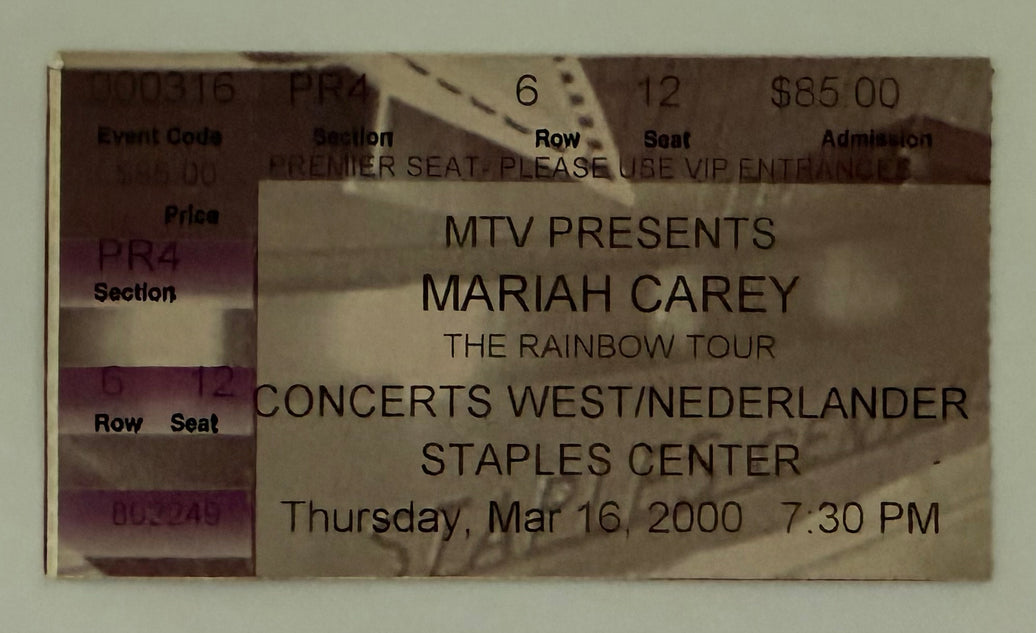 000316 PR4 6 12 $85.00
Event Code Section Row Seat Admission
$85.00 PREMIER SEAT- PLEASE USE VIP ENTRANCES
Price
PR4
Section
6 12
Row Seat
MTV PRESENTS
MARIAH CAREY
THE RAINBOW TOUR
CONCERTS WEST/NEDERLANDER
STAPLES CENTER
Thursday, Mar 16, 2000 7:30 PM